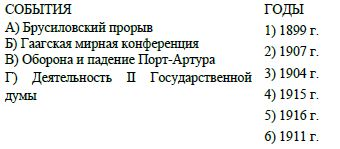 СОБЫТИЯ ГОДЫ
А) Брусиловский прорыв
Б) Гаагская мирная конференция
В) Оборона и падение Порт-Артура
Г) Деятельность II Государственной
думы
1) 1899 г.
2) 1907 г.
3) 1904 г.
4) 1915 г.
5) 1916 г.
6) 1911 г.